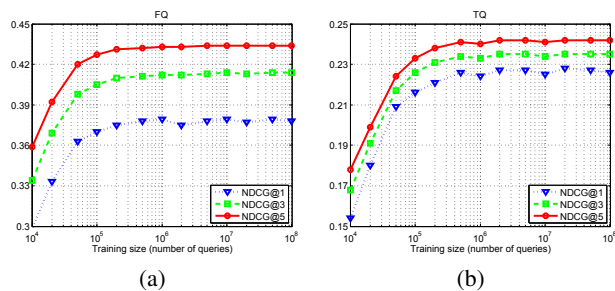 FQ
0.45
0.42
0.39
0.36
0.33
0.3
10^4 10^5 10^6 10^7 10^8
Training size (number of queries)
NDCG@1
NDCG@3
NDCG@5
(a)
TQ
0.25
0.23
0.21
0.19
0.17
0.15
10^4 10^5 10^6 10^7 10^8
Training size (number of queries)
NDCG@1
NDCG@3
NDCG@5
(b)